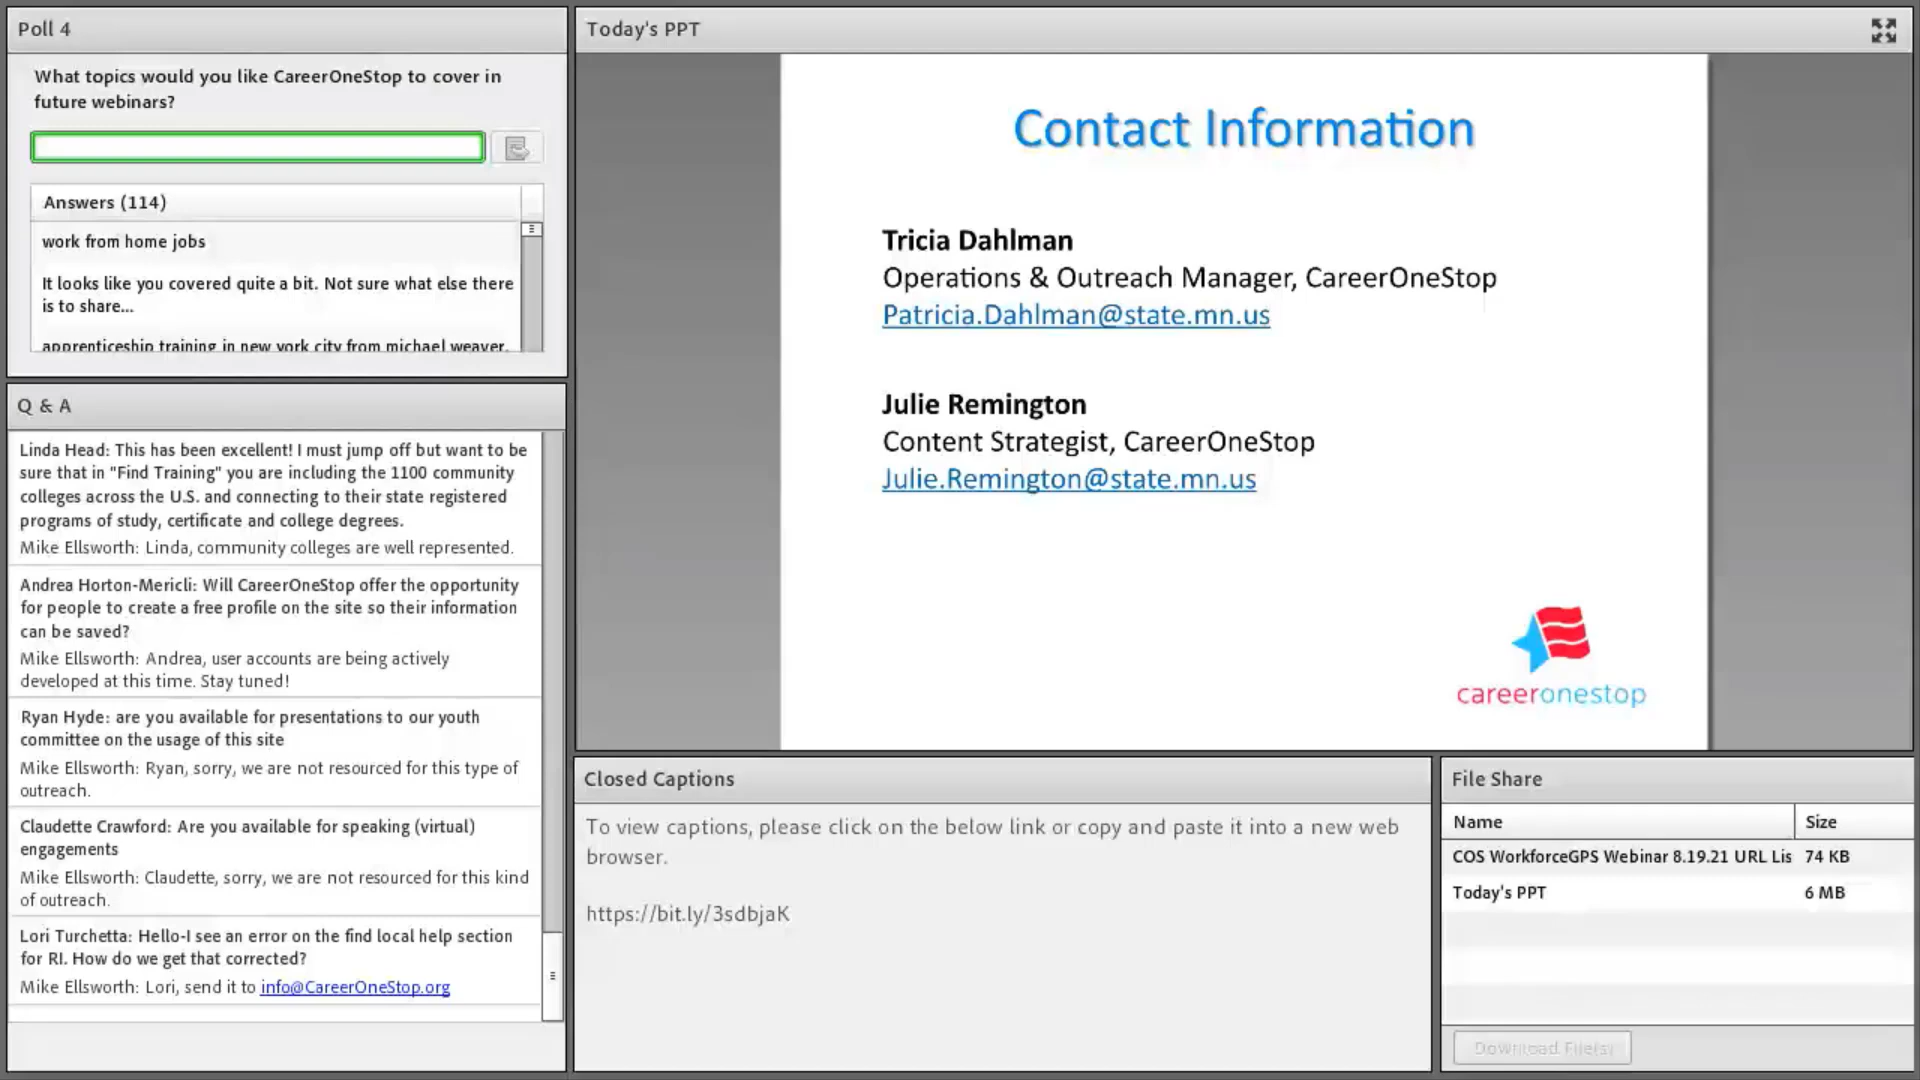 Poll 4
What topics would you like CareerOneStop to cover in
future webinars?
Answers (114)
work from home jobs
It looks like you covered quite a bit. Not sure what else there
is to share...
apprenticeship training in new york city from michael weaver.
Q & A
Linda Head: This has been excellent! I must jump off but want to be
sure that in "Find Training" you are including the 1100 community
colleges across the U.S. and connecting to their state registered
programs of study, certificate and college degrees.
Mike Ellsworth: Linda, community colleges are well represented.
Andrea Horton-Mericli: Will CareerOneStop offer the opportunity
for people to create a free profile on the site so their information
can be saved?
Mike Ellsworth: Andrea, user accounts are being actively
developed at this time. Stay tuned!
Ryan Hyde: are you available for presentations to our youth
committee on the usage of this site
Mike Ellsworth: Ryan, sorry, we are not resourced for this type of
outreach.
Claudette Crawford: Are you available for speaking (virtual)
engagements
Mike Ellsworth: Claudette, sorry, we are not resourced for this kind
of outreach.
Lori Turchetta: Hello-I see an error on the find local help section
for RI. How do we get that corrected?
Mike Ellsworth: Lori, send it to info@CareerOneStop.org
Today's PPT
Contact Information
Tricia Dahlman
Operations & Outreach Manager, CareerOneStop
Patricia.Dahlman@state.mn.us
Julie Remington
Content Strategist, CareerOneStop
Julie.Remington@state.mn.us
careeronestop
Closed Captions
To view captions, please click on the below link or copy and paste it into a new web
browser.
https://bit.ly/3sdbjaK
File Share
Name Size
COS WorkforceGPS Webinar 8.19.21 URL Lis 74 KB
Today's PPT 6 MB
Download File(s)